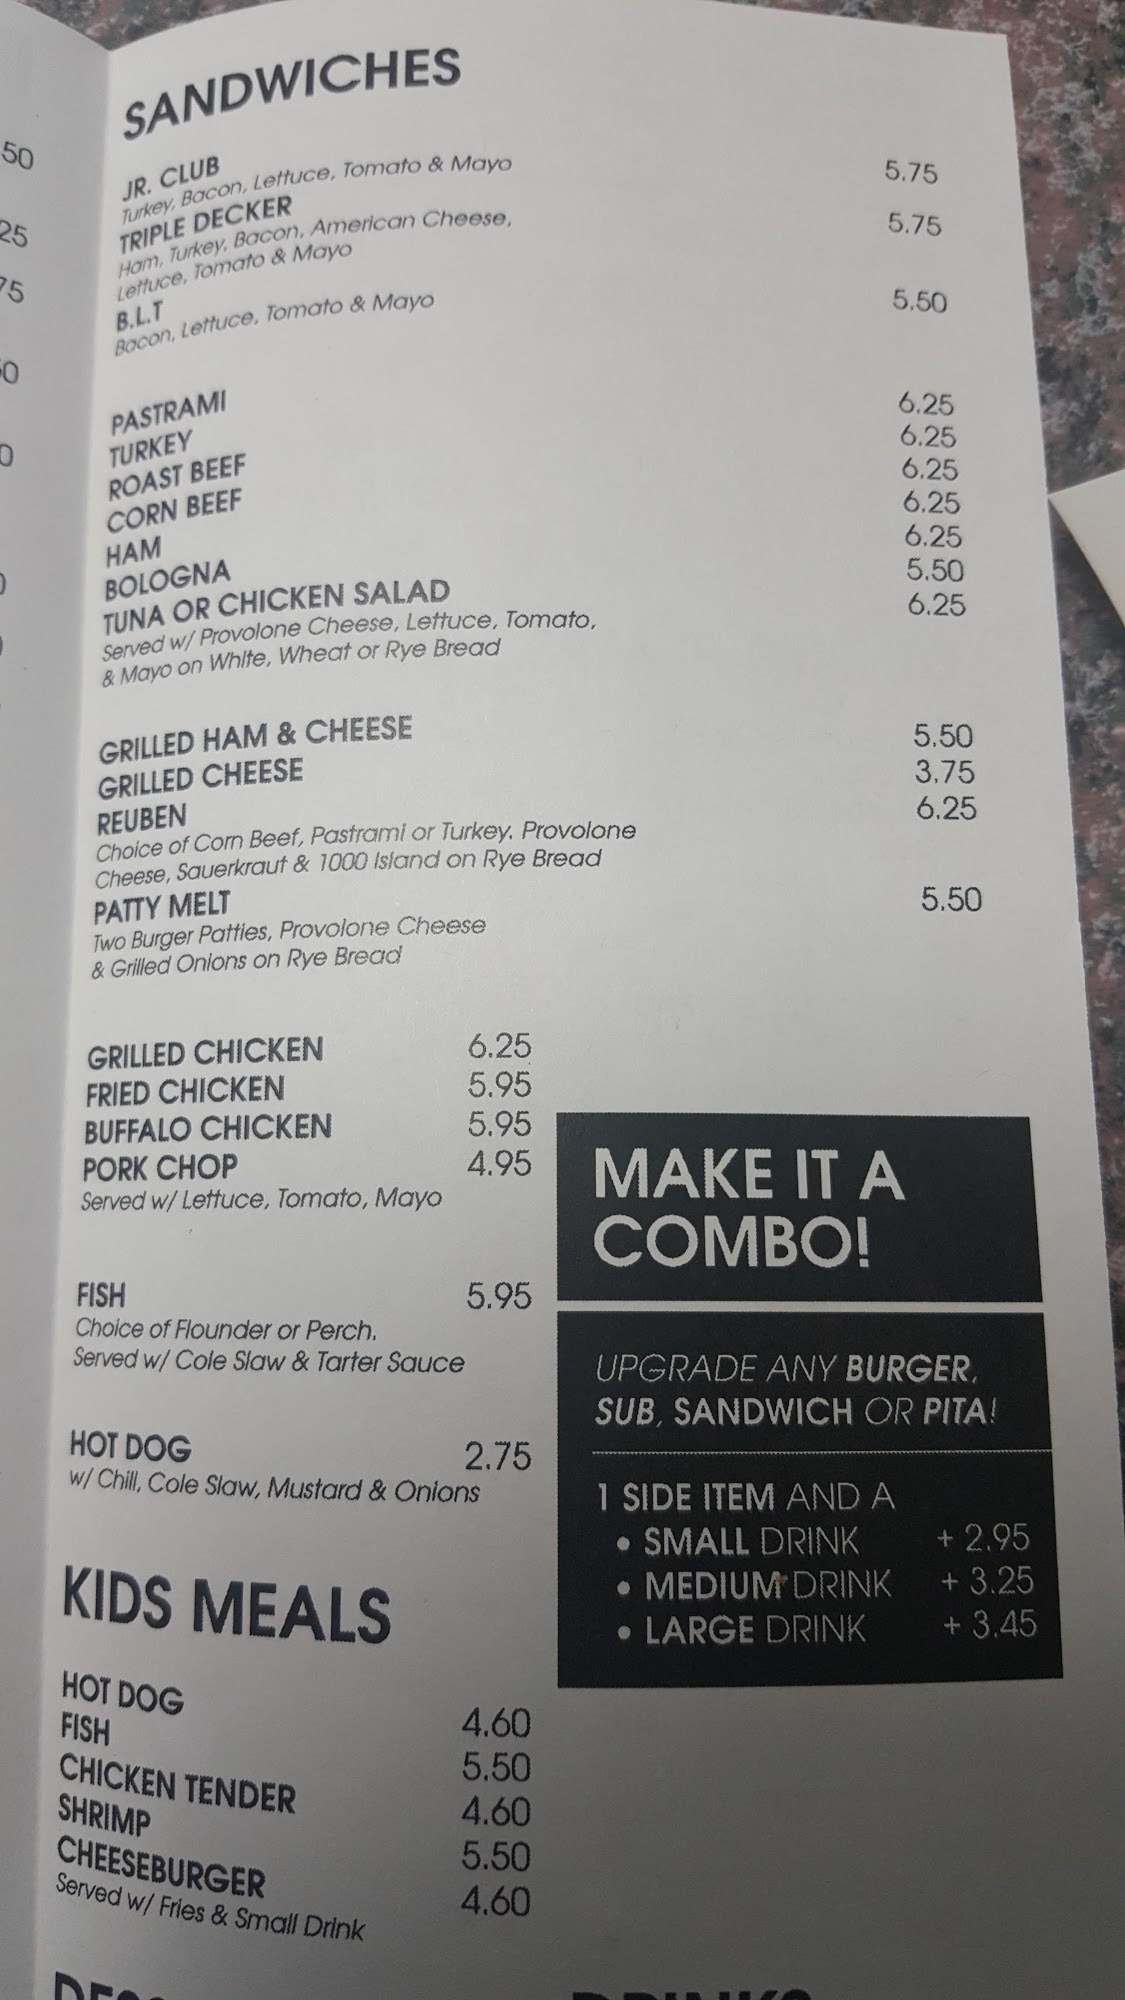 SANDWICHES
JR. CLUB 5.75
Turkey, Bacon, Lettuce, Tomato & Mayo
TRIPLE DECKER 5.75
Ham, Turkey, Bacon, American Cheese,
Lettuce, Tomato & Mayo
B.L.T 5.50
Bacon, Lettuce, Tomato & Mayo
PASTRAMI 6.25
TURKEY 6.25
ROAST BEEF 6.25
CORN BEEF 6.25
HAM 6.25
BOLOGNA 5.50
TUNA OR CHICKEN SALAD 6.25
Served w/ Provolone Cheese, Lettuce, Tomato,
& Mayo on White, Wheat or Rye Bread
GRILLED HAM & CHEESE 5.50
GRILLED CHEESE 3.75
REUBEN 6.25
Choice of Corn Beef, Pastrami or Turkey. Provolone
Cheese, Sauerkraut & 1000 Island on Rye Bread
PATTY MELT 5.50
Two Burger Patties, Provolone Cheese
& Grilled Onions on Rye Bread
GRILLED CHICKEN 6.25
FRIED CHICKEN 5.95
BUFFALO CHICKEN 5.95
PORK CHOP 4.95
Served w/ Lettuce, Tomato, Mayo
FISH 5.95
Choice of Flounder or Perch.
Served w/ Cole Slaw & Tarter Sauce
HOT DOG 2.75
w/ Chili, Cole Slaw, Mustard & Onions
MAKE IT A
COMBO!
UPGRADE ANY BURGER,
SUB, SANDWICH OR PITA!
1 SIDE ITEM AND A
• SMALL DRINK + 2.95
• MEDIUM DRINK + 3.25
• LARGE DRINK + 3.45
KIDS MEALS
HOT DOG 4.60
FISH 5.50
CHICKEN TENDER 4.60
SHRIMP 5.50
CHEESEBURGER 4.60
Served w/ Fries & Small Drink
DRINKS